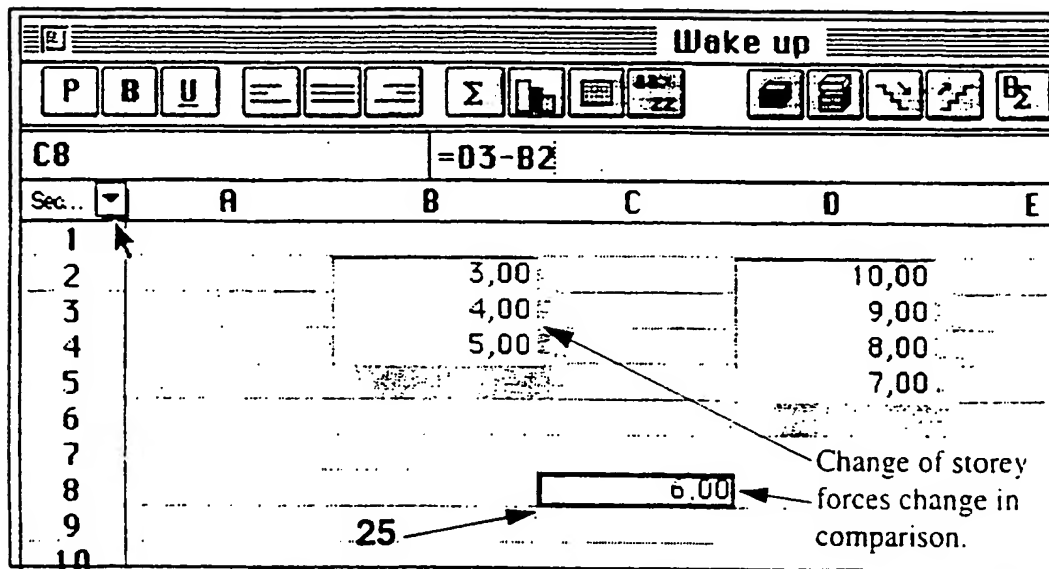 Wake up
P B U Σ ZZ BΣ
C8 =D3-B2
Sec... A B C D E
1
2 3,00 10,00
3 4,00 9,00
4 5,00 8,00
5 7,00
6
7
8 6.00
9
10
25
Change of storey
forces change in
comparison.